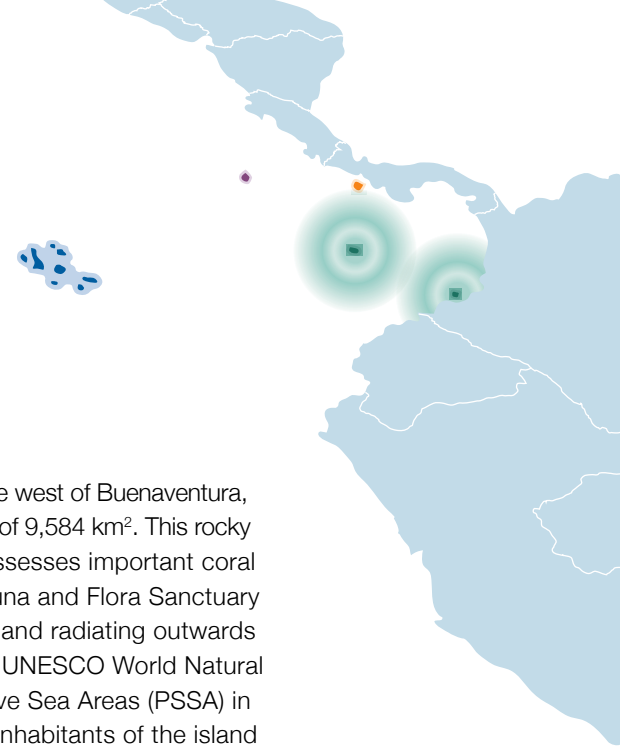 e west of Buenaventura,
of 9,584 km². This rocky
ssesses important coral
una and Flora Sanctuary
and radiating outwards
UNESCO World Natural
ve Sea Areas (PSSA) in
nhabitants of the island